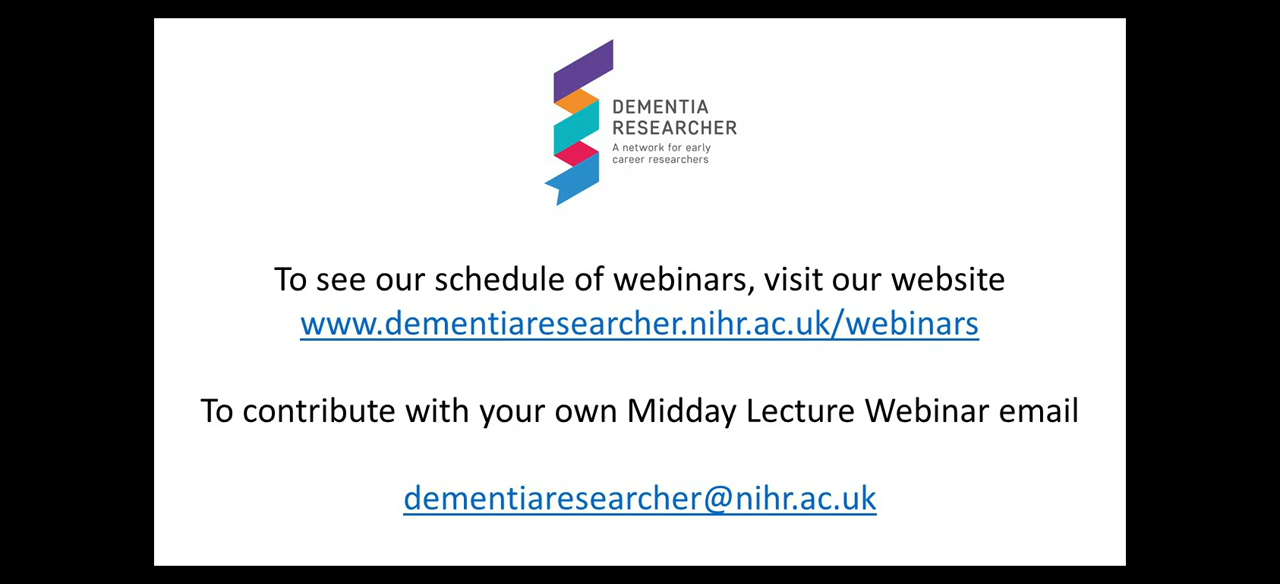 DEMENTIA
RESEARCHER
A network for early
career researchers
To see our schedule of webinars, visit our website
www.dementiaresearcher.nihr.ac.uk/webinars
To contribute with your own Midday Lecture Webinar email
dementiaresearcher@nihr.ac.uk